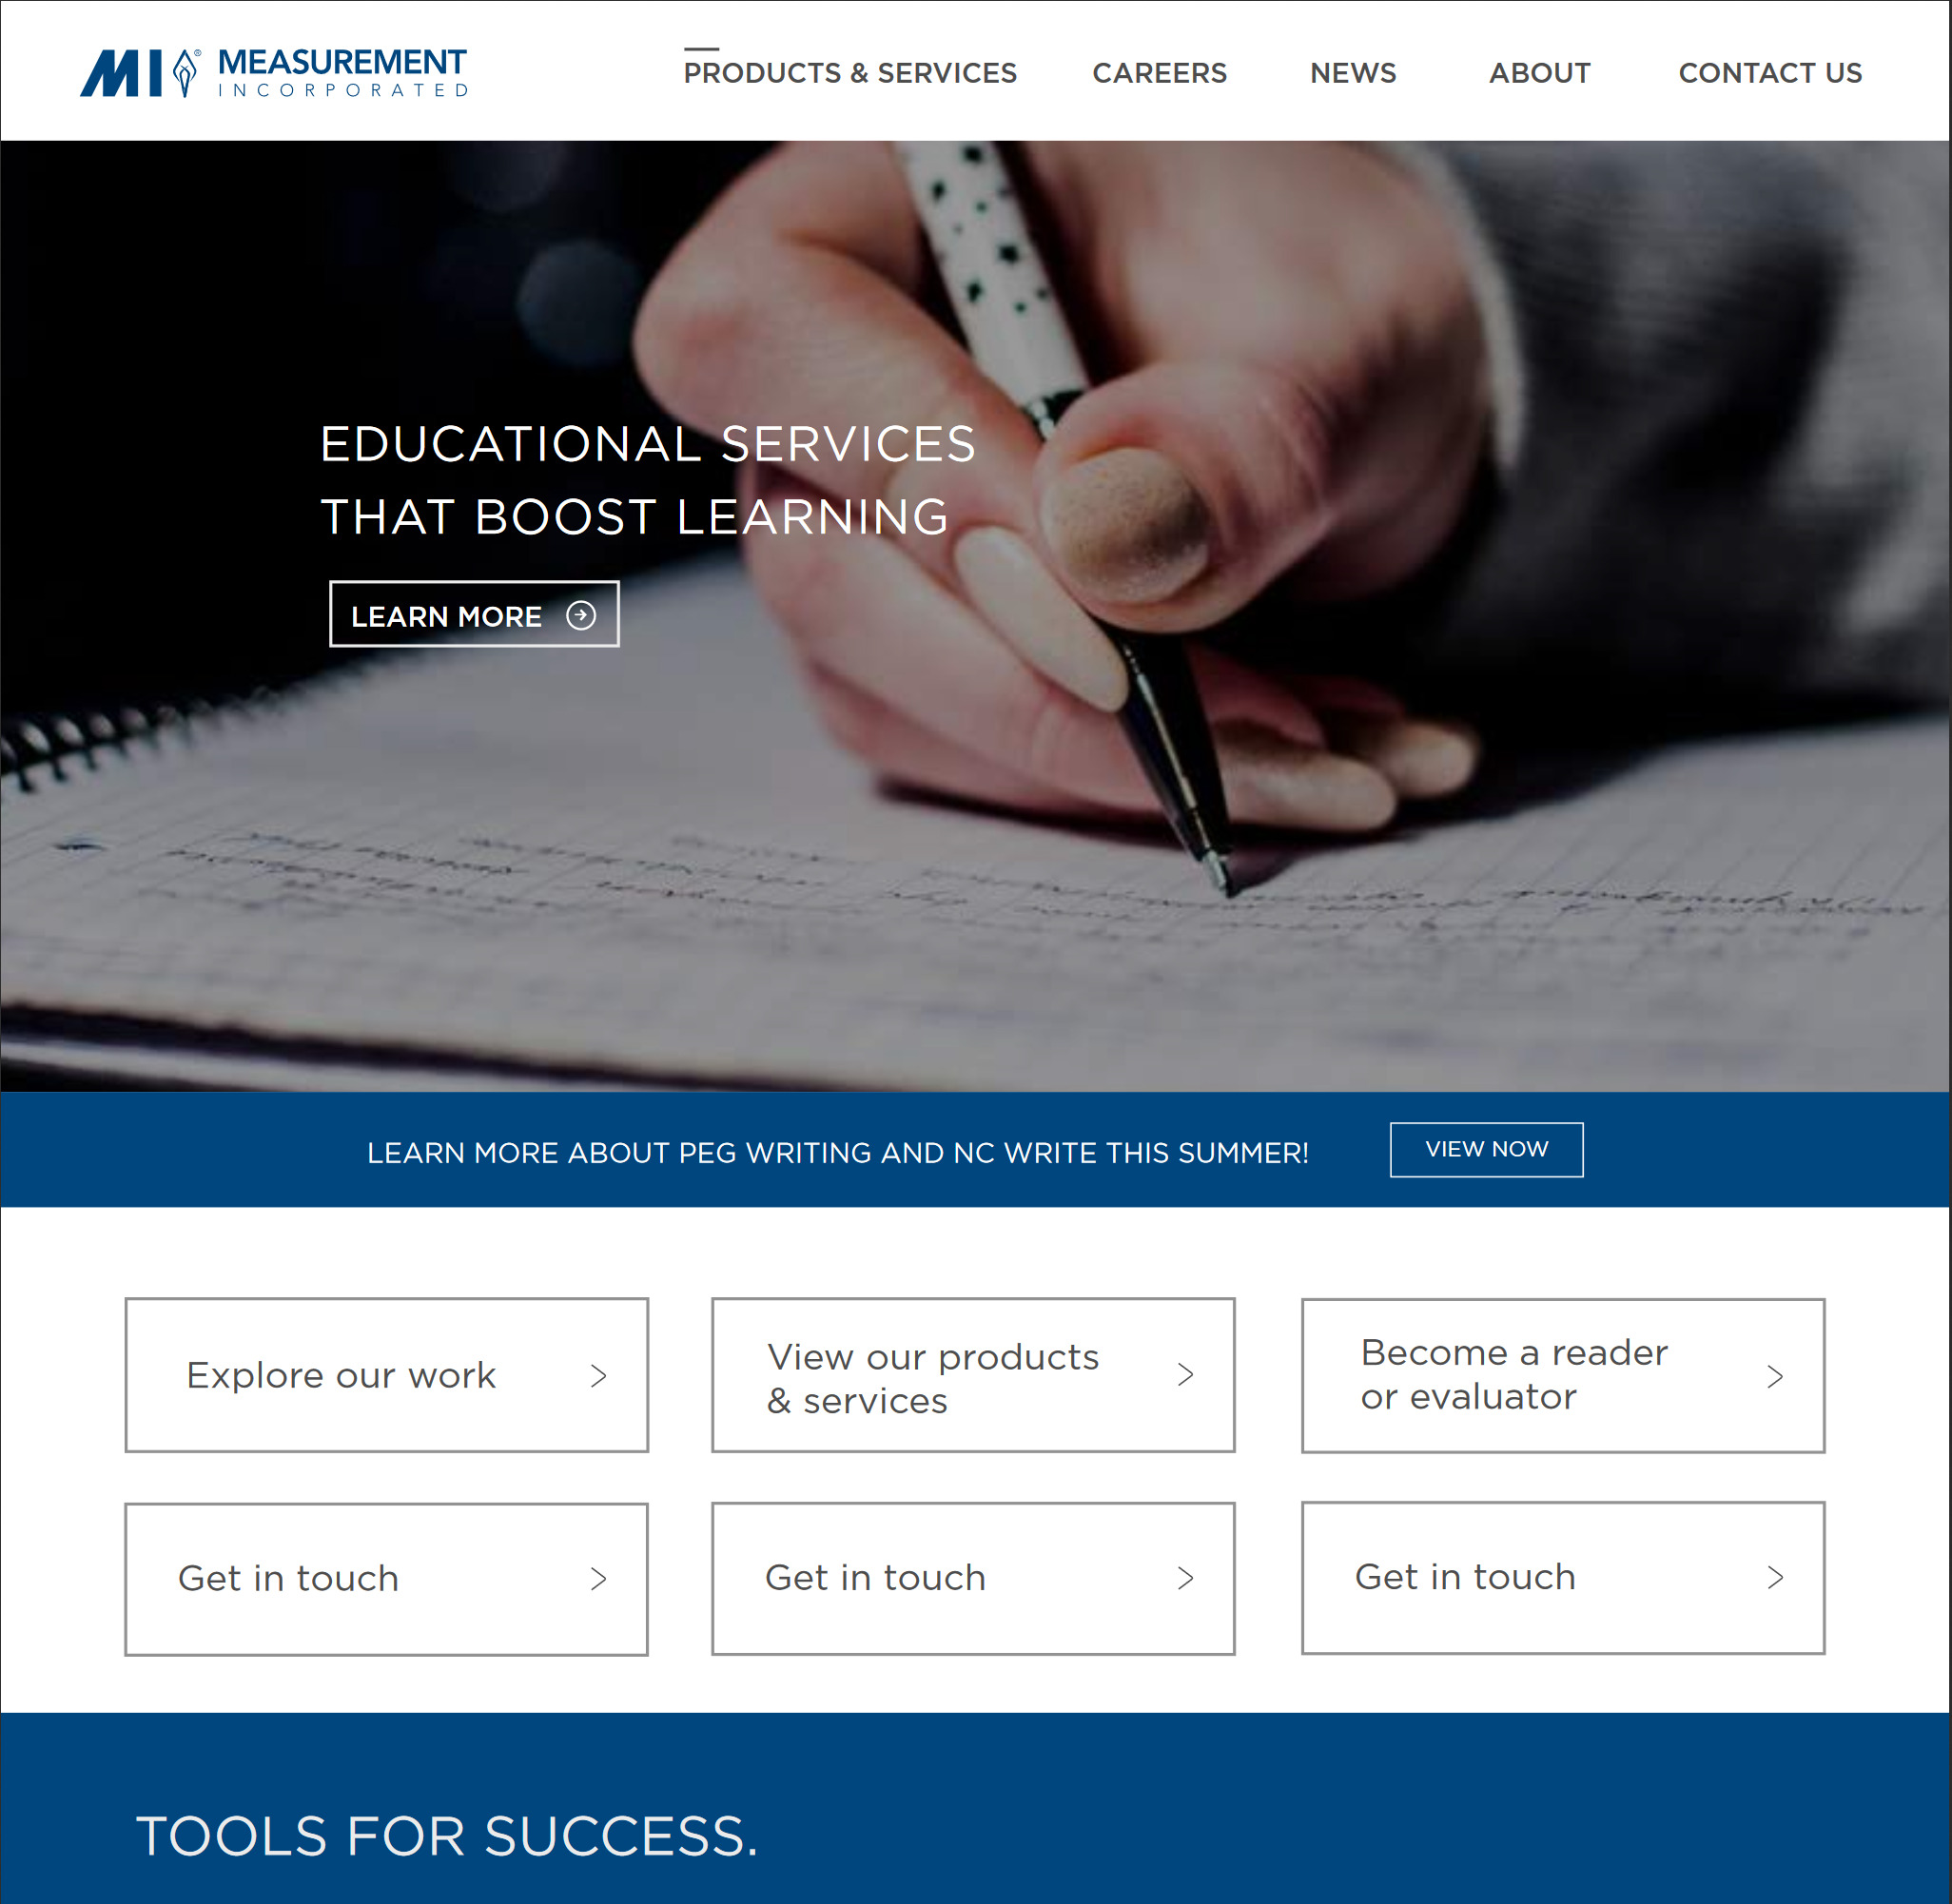 MI® MEASUREMENT
INCORPORATED
PRODUCTS & SERVICES CAREERS NEWS ABOUT CONTACT US
EDUCATIONAL SERVICES
THAT BOOST LEARNING
LEARN MORE
LEARN MORE ABOUT PEG WRITING AND NC WRITE THIS SUMMER!
VIEW NOW
Explore our work
View our products
& services
Become a reader
or evaluator
Get in touch
Get in touch
Get in touch
TOOLS FOR SUCCESS.